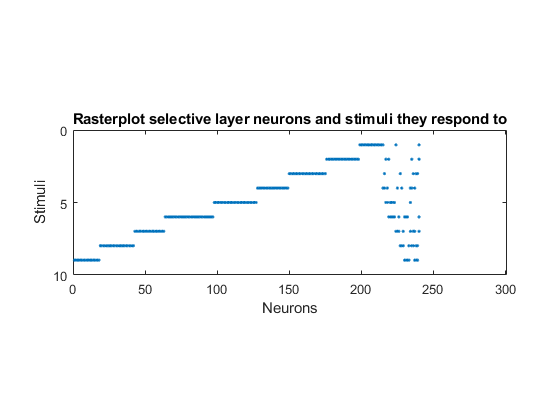 Rasterplot selective layer neurons and stimuli they respond to
0
5
10
Stimuli
0 50 100 150 200 250 300
Neurons